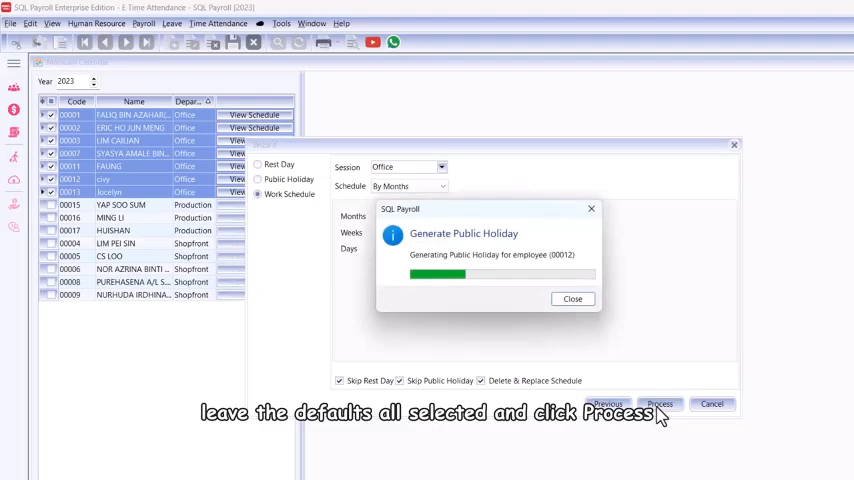 SQL Payroll Enterprise Edition - E Time Attendance - SQL Payroll [2023]
File Edit View Human Resource Payroll Leave Time Attendance Tools Window Help
Year 2023
Code Name Depar...
00001 FALIQ BIN AZAHAR(... Office View Schedule
00002 ERIC HO JUN MENG Office View Schedule
00003 LIM CAILIAN Office View
00007 SYASYA AMALE BIN... Office View
00011 FAUNG Office View
00012 civy Office View
00013 Jocelyn Office View
00015 YAP SOO SUM Production
00016 MING LI Production
00017 HUISHAN Production
00004 LIM PEI SIN Shopfront
00005 CS LOO Shopfront
00006 NOR AZRINA BINTI ... Shopfront
00008 PUREHASENA A/L S... Shopfront
00009 NURHUDA IRDHINA... Shopfront
Wizard
Rest Day
Public Holiday
Work Schedule
Session Office
Schedule By Months
Months
Weeks
Days
SQL Payroll
Generate Public Holiday
Generating Public Holiday for employee (00012)
Close
Skip Rest Day Skip Public Holiday Delete & Replace Schedule
Previous Process Cancel
leave the defaults all selected and click Process